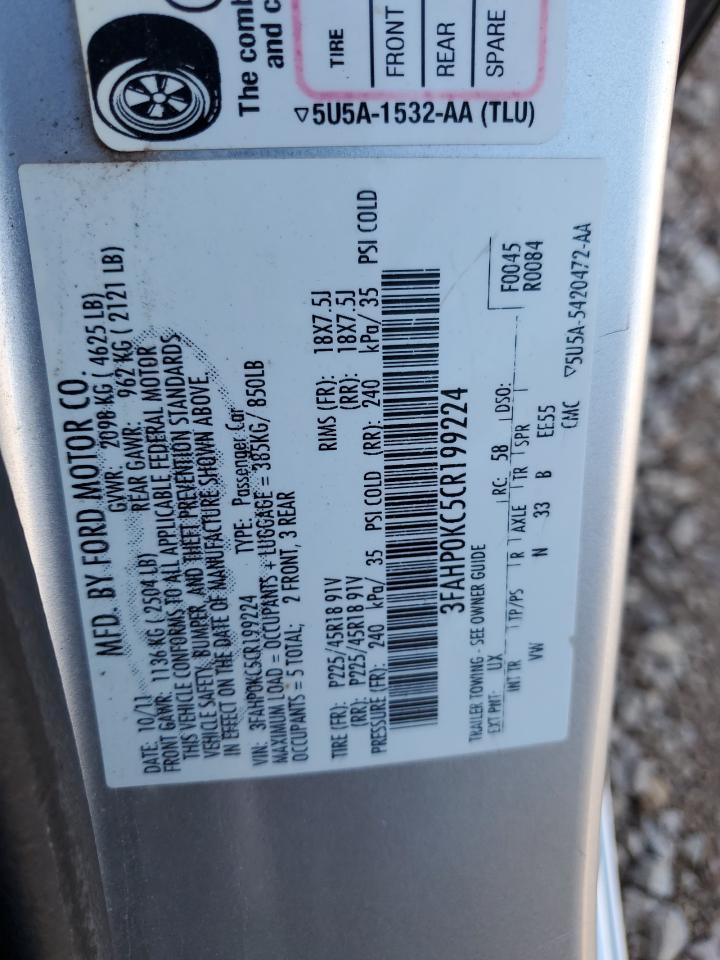 The comb
and c
TIRE
FRONT
REAR
SPARE
▽5U5A-1532-AA (TLU)
MFD. BY FORD MOTOR CO.
DATE: 10/11 GVWR: 2098 KG ( 4625 LB)
FRONT GAWR: 1136 KG ( 2504 LB) REAR GAWR: 962 KG ( 2121 LB)
THIS VEHICLE CONFORMS TO ALL APPLICABLE FEDERAL MOTOR
VEHICLE SAFETY, BUMPER, AND THEFT PREVENTION STANDARDS
IN EFFECT ON THE DATE OF MANUFACTURE SHOWN ABOVE.
VIN: 3FAHP0KC5CR199224 TYPE: Passenger Car
MAXIMUM LOAD = OCCUPANTS + LUGGAGE = 385KG/ 850LB
OCCUPANTS = 5 TOTAL; 2 FRONT, 3 REAR
TIRE (FR): P225/45R18 91V RIMS (FR): 18X7.5J
(RR): P225/45R18 91V (RR): 18X7.5J
PRESSURE (FR): 240 kPa/ 35 PSI COLD (RR): 240 kPa/ 35 PSI COLD
3FAHP0KC5CR199224
TRAILER TOWING - SEE OWNER GUIDE F0045
EXT PNT: UX RC: 58 DSO: R0084
INT TR TP/PS R AXLE TR SPR
VW N 33 B EE55
CMC ▽5U5A-5420472-AA